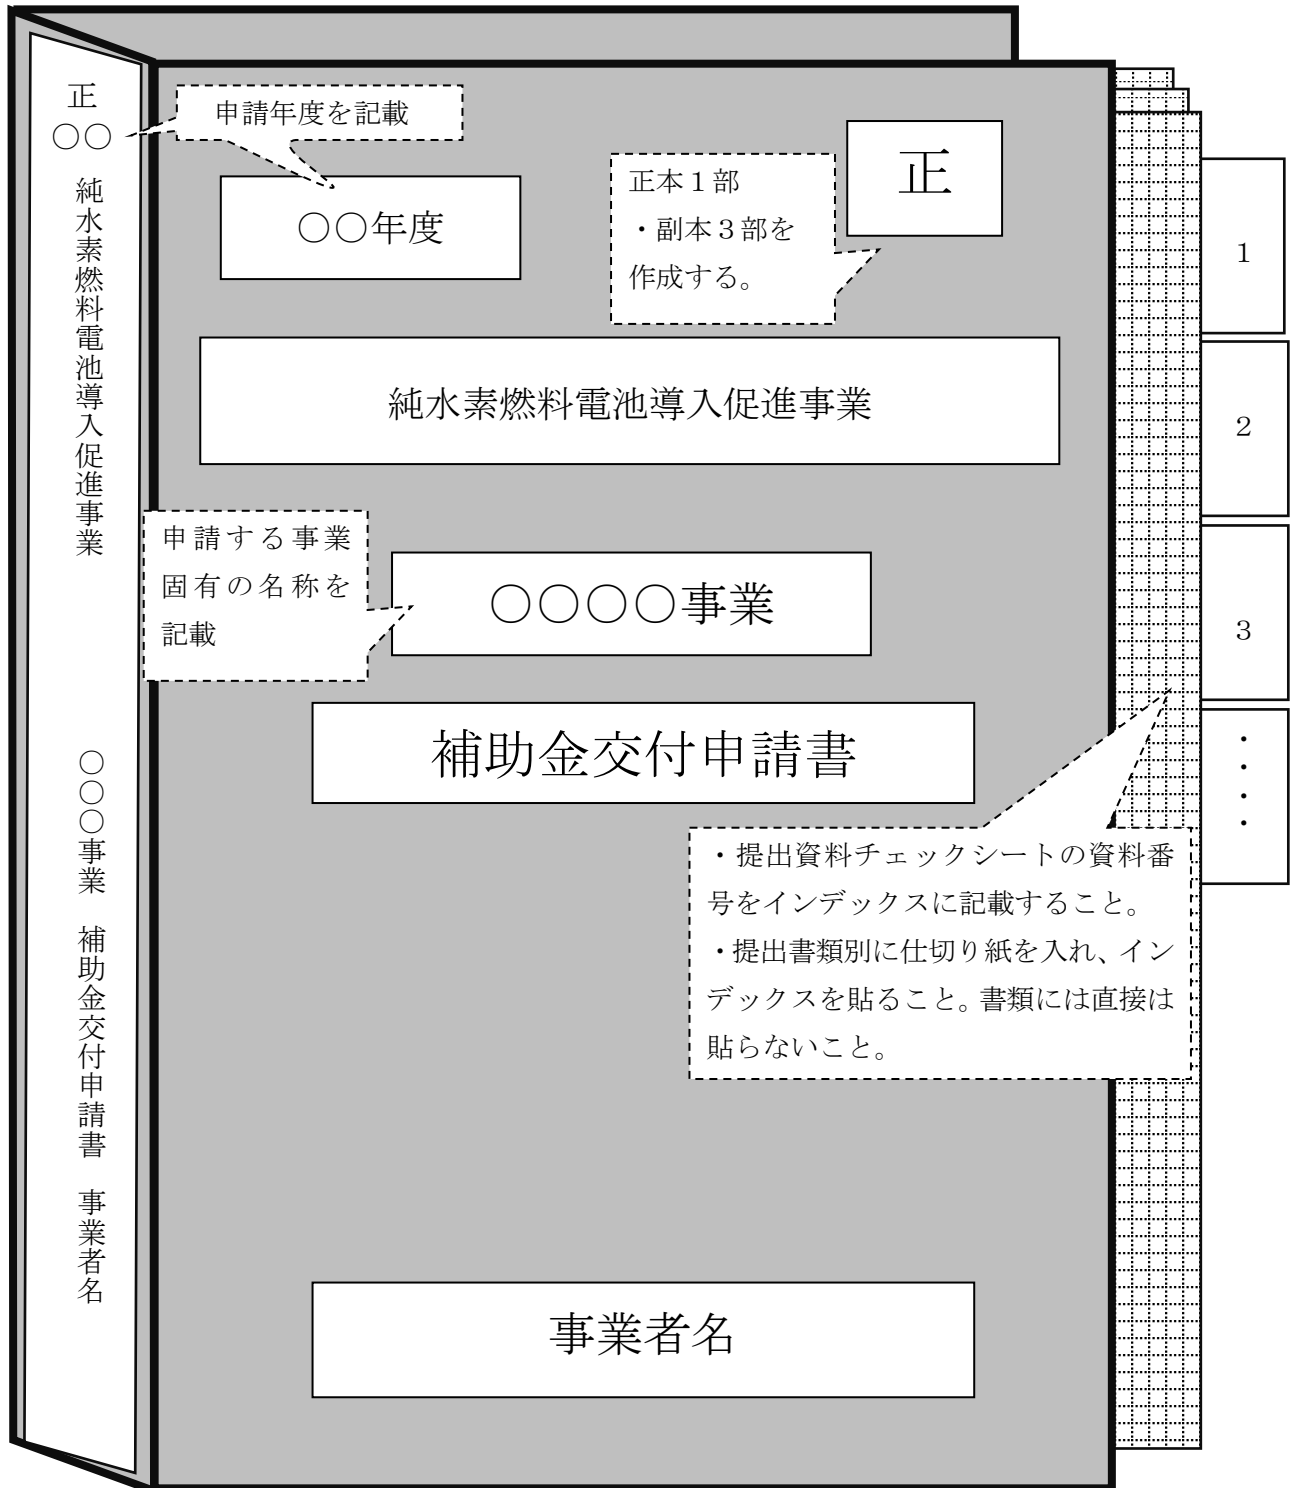 正
○○
純水素燃料電池導入促進事業
○○○事業　補助金交付申請書　事業者名
申請年度を記載
○○年度
正本１部
・副本３部を
作成する。
正
純水素燃料電池導入促進事業
申請する事業
固有の名称を
記載
○○○○事業
補助金交付申請書
・提出資料チェックシートの資料番
号をインデックスに記載すること。
・提出書類別に仕切り紙を入れ、イン
デックスを貼ること。書類には直接は
貼らないこと。
事業者名
１
２
３
・・・・